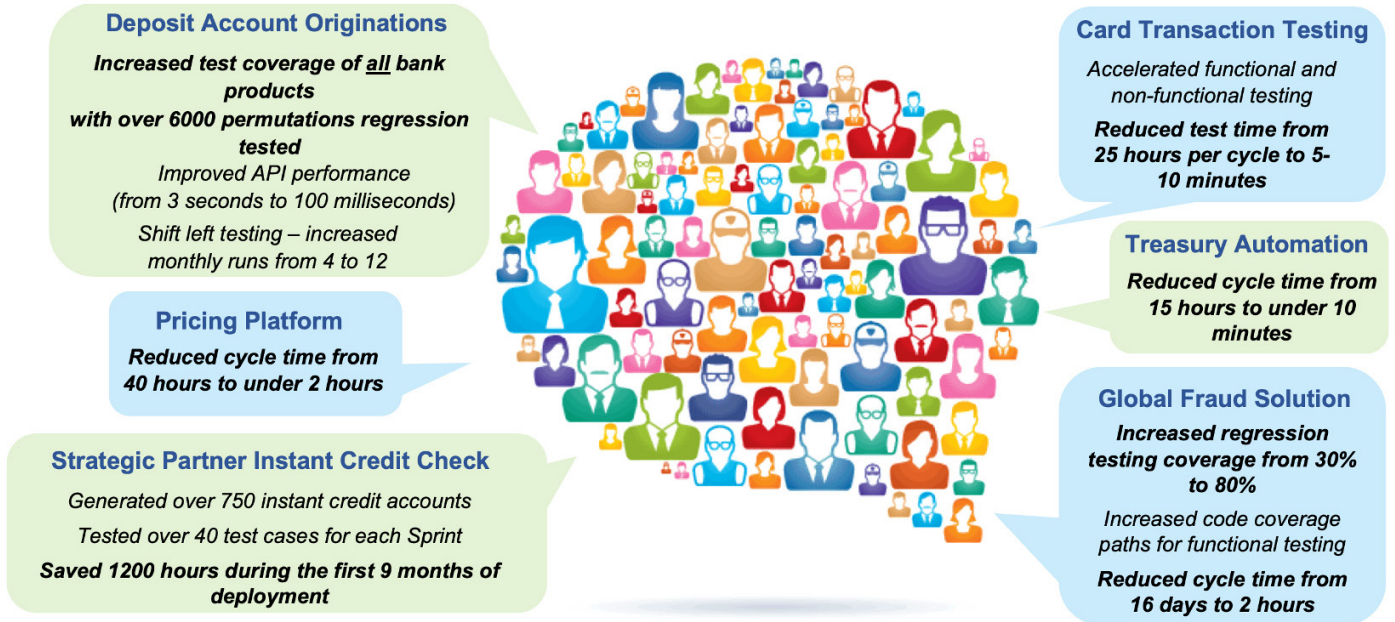 Deposit Account Originations
Increased test coverage of all bank
products
with over 6000 permutations regression
tested
Improved API performance
(from 3 seconds to 100 milliseconds)
Shift left testing – increased
monthly runs from 4 to 12
Pricing Platform
Reduced cycle time from
40 hours to under 2 hours
Strategic Partner Instant Credit Check
Generated over 750 instant credit accounts
Tested over 40 test cases for each Sprint
Saved 1200 hours during the first 9 months of
deployment
Card Transaction Testing
Accelerated functional and
non-functional testing
Reduced test time from
25 hours per cycle to 5-
10 minutes
Treasury Automation
Reduced cycle time from
15 hours to under 10
minutes
Global Fraud Solution
Increased regression
testing coverage from 30%
to 80%
Increased code coverage
paths for functional testing
Reduced cycle time from
16 days to 2 hours